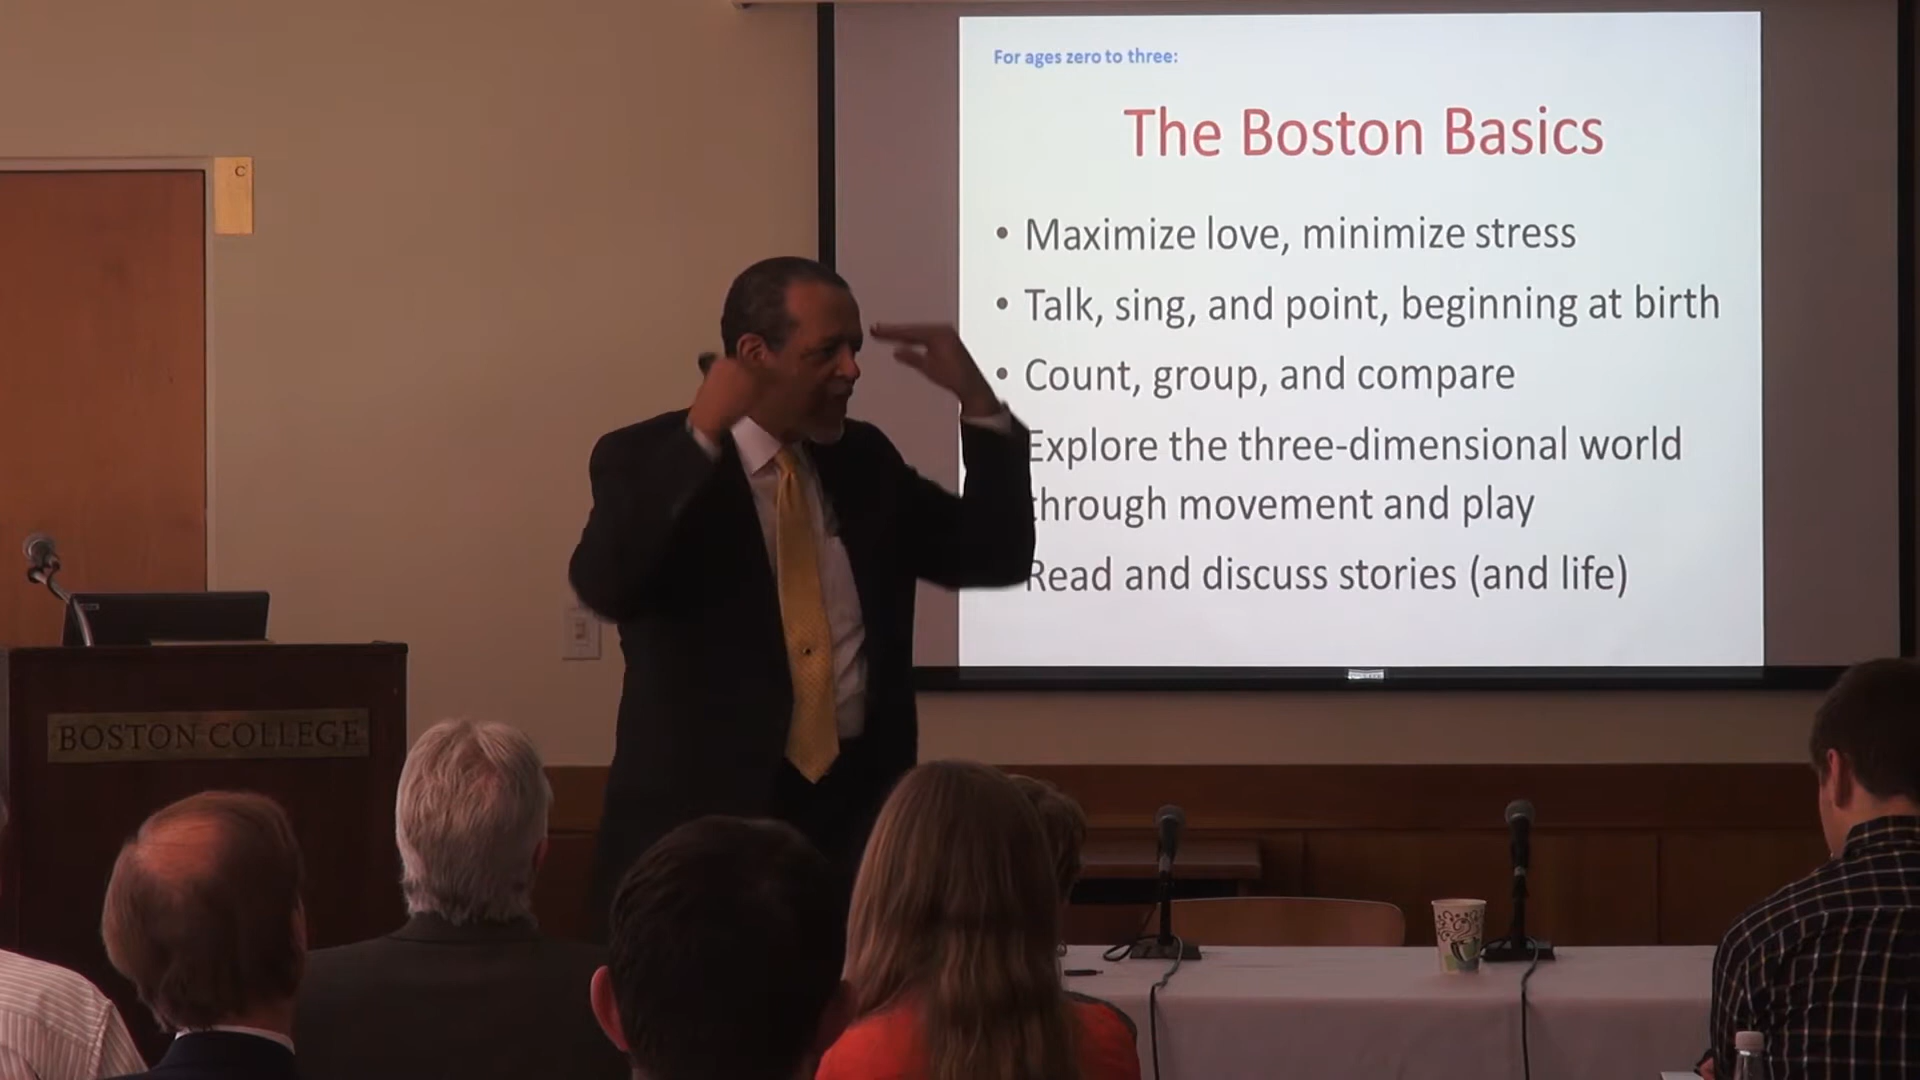 For ages zero to three:
The Boston Basics
• Maximize love, minimize stress
• Talk, sing, and point, beginning at birth
• Count, group, and compare
Explore the three-dimensional world
through movement and play
Read and discuss stories (and life)
C
BOSTON COLLEGE